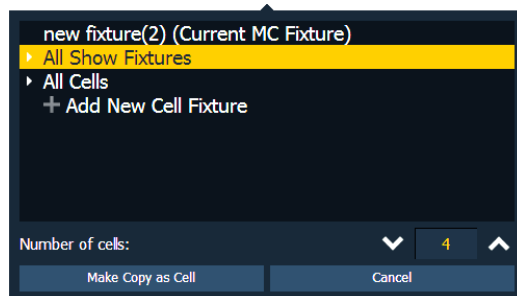 new fixture(2) (Current MC Fixture)
All Show Fixtures
All Cells
+ Add New Cell Fixture
Number of cells: 4
Make Copy as Cell Cancel